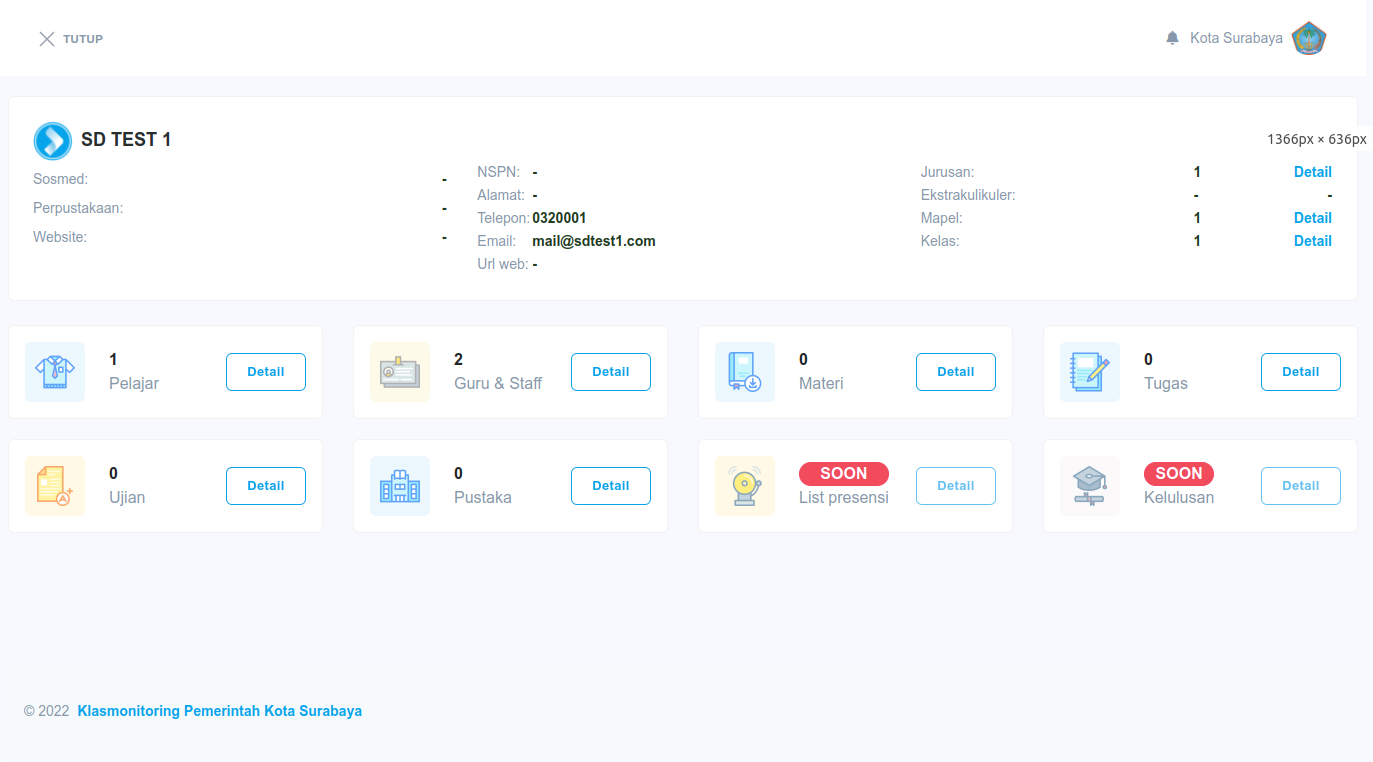 TUTUP
Kota Surabaya
SD TEST 1
1366px × 636px
Sosmed: -
Perpustakaan: -
Website: -
NSPN: -
Alamat: -
Telepon: 0320001
Email: mail@sdtest1.com
Url web: -
Jurusan: 1 Detail
Ekstrakulikuler: - -
Mapel: 1 Detail
Kelas: 1 Detail
1
Pelajar
Detail
2
Guru & Staff
Detail
0
Materi
Detail
0
Tugas
Detail
0
Ujian
Detail
0
Pustaka
Detail
SOON
List presensi
Detail
SOON
Kelulusan
Detail
© 2022 Klasmonitoring Pemerintah Kota Surabaya